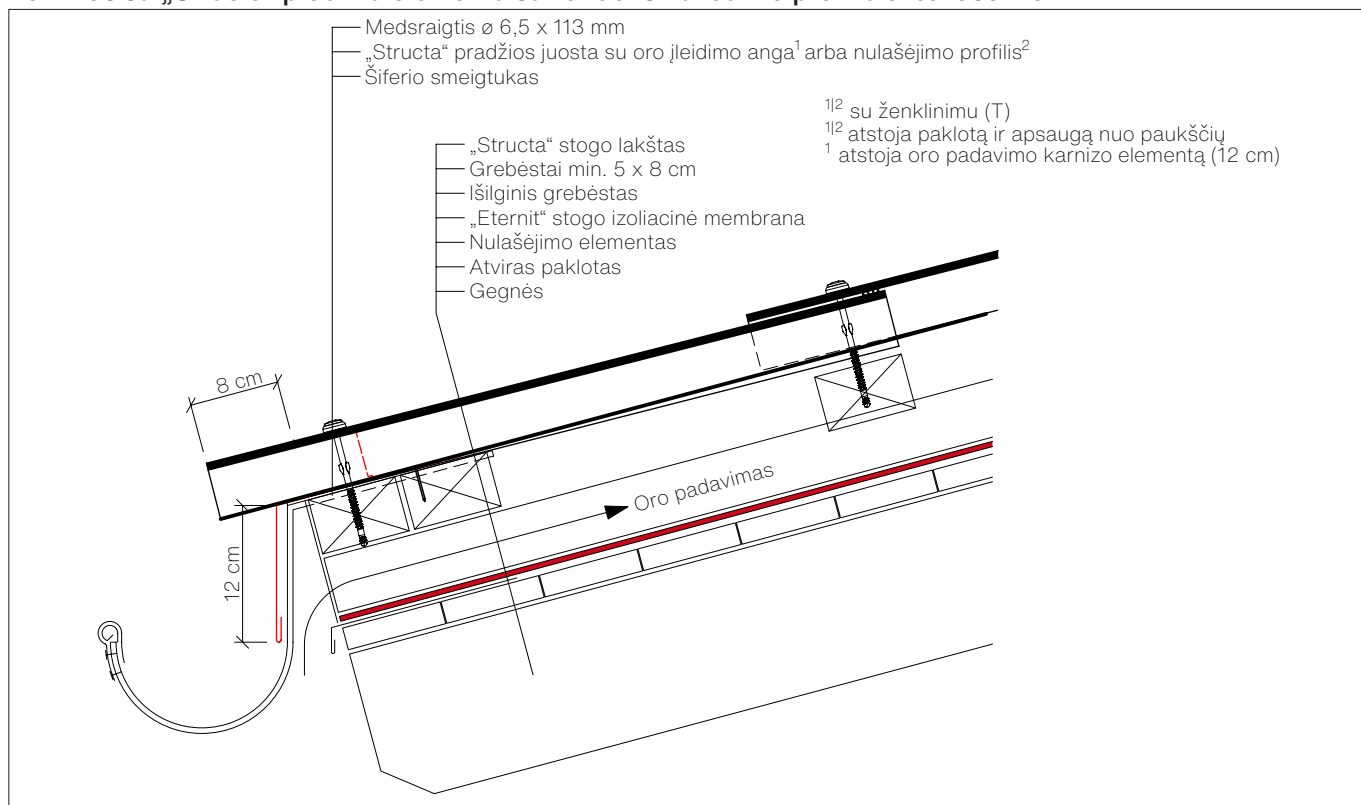 Medsraigtis ø 6,5 x 113 mm
„Structa“ pradžios juosta su oro įleidimo anga¹ arba nulašėjimo profilis²
Šiferio smeigtukas
¹|² su ženklinimu (T)
¹|² atstoja paklotą ir apsaugą nuo paukščių
¹ atstoja oro padavimo karnizo elementą (12 cm)
„Structa“ stogo lakštas
Grebėstai min. 5 x 8 cm
Išilginis grebėstas
„Eternit“ stogo izoliacinė membrana
Nulašėjimo elementas
Atviras paklotas
Gegnės
8 cm
Oro padavimas
12 cm